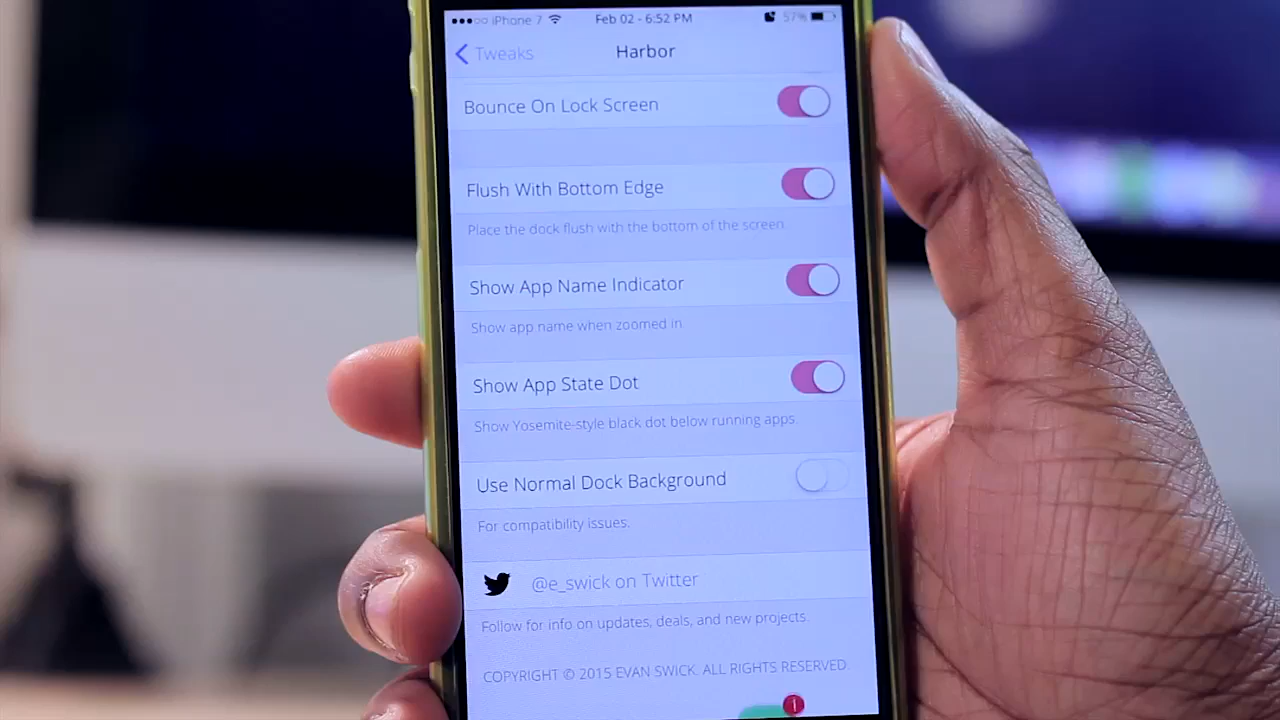 iPhone 7 Feb 02 - 6:52 PM 57%
Tweaks Harbor
Bounce On Lock Screen
Flush With Bottom Edge
Place the dock flush with the bottom of the screen.
Show App Name Indicator
Show app name when zoomed in.
Show App State Dot
Show Yosemite-style black dot below running apps.
Use Normal Dock Background
For compatibility issues.
@e_swick on Twitter
Follow for info on updates, deals, and new projects.
COPYRIGHT © 2015 EVAN SWICK. ALL RIGHTS RESERVED.
1